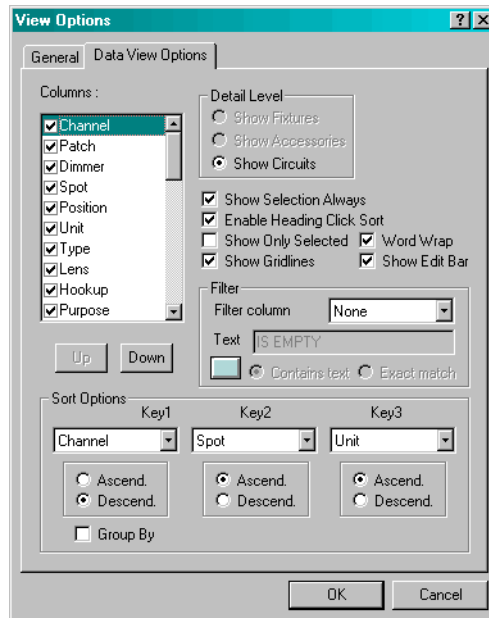 View Options
General
Data View Options
Columns :
Channel
Patch
Dimmer
Spot
Position
Unit
Type
Lens
Hookup
Purpose
Up
Down
Detail Level
Show Fixtures
Show Accessories
Show Circuits
Show Selection Always
Enable Heading Click Sort
Show Only Selected
Word Wrap
Show Gridlines
Show Edit Bar
Filter
Filter column
None
Text
IS EMPTY
Contains text
Exact match
Sort Options
Key1
Key2
Key3
Channel
Spot
Unit
Ascend.
Descend.
Ascend.
Descend.
Ascend.
Descend.
Group By
OK
Cancel